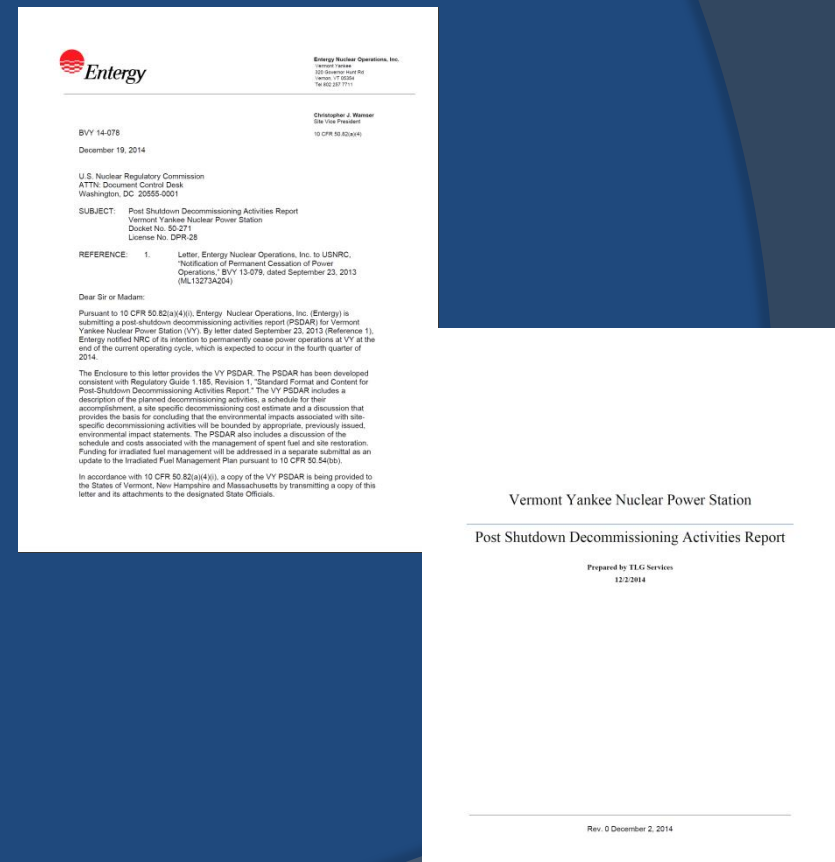 Entergy
Entergy Nuclear Operations, Inc.
Vermont Yankee
320 Governor Hunt Rd
Vernon, VT 05354
Tel 802 257 7711
Christopher J. Wamser
Site Vice President
10 CFR 50.82(a)(4)
BVY 14-078
December 19, 2014
U.S. Nuclear Regulatory Commission
ATTN: Document Control Desk
Washington, DC 20555-0001
SUBJECT: Post Shutdown Decommissioning Activities Report
Vermont Yankee Nuclear Power Station
Docket No. 50-271
License No. DPR-28
REFERENCE: 1. Letter, Entergy Nuclear Operations, Inc. to USNRC,
"Notification of Permanent Cessation of Power
Operations," BVY 13-079, dated September 23, 2013
(ML13273A204)
Dear Sir or Madam:
Pursuant to 10 CFR 50.82(a)(4)(i), Entergy Nuclear Operations, Inc. (Entergy) is
submitting a post-shutdown decommissioning activities report (PSDAR) for Vermont
Yankee Nuclear Power Station (VY). By letter dated September 23, 2013 (Reference 1),
Entergy notified NRC of its intention to permanently cease power operations at VY at the
end of the current operating cycle, which is expected to occur in the fourth quarter of
2014.
The Enclosure to this letter provides the VY PSDAR. The PSDAR has been developed
consistent with Regulatory Guide 1.185, Revision 1, "Standard Format and Content for
Post-Shutdown Decommissioning Activities Report." The VY PSDAR includes a
description of the planned decommissioning activities, a schedule for their
accomplishment, a site specific decommissioning cost estimate and a discussion that
provides the basis for concluding that the environmental impacts associated with site-
specific decommissioning activities will be bounded by appropriate, previously issued,
environmental impact statements. The PSDAR also includes a discussion of the
schedule and costs associated with the management of spent fuel and site restoration.
Funding for irradiated fuel management will be addressed in a separate submittal as an
update to the Irradiated Fuel Management Plan pursuant to 10 CFR 50.54(bb).
In accordance with 10 CFR 50.82(a)(4)(i), a copy of the VY PSDAR is being provided to
the States of Vermont, New Hampshire and Massachusetts by transmitting a copy of this
letter and its attachments to the designated State Officials.
Vermont Yankee Nuclear Power Station
Post Shutdown Decommissioning Activities Report
Prepared by TLG Services
12/2/2014
Rev. 0 December 2, 2014